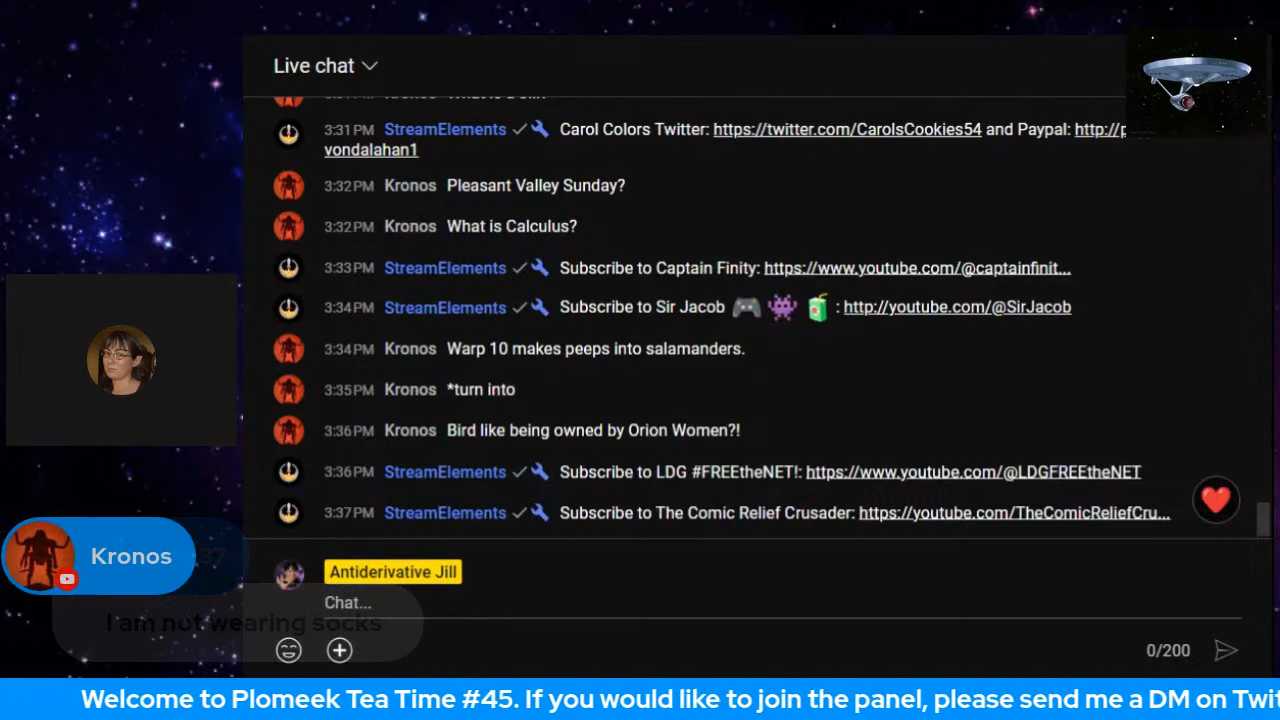 Live chat
3:31 PM StreamElements Carol Colors Twitter: https://twitter.com/CarolsCookies54 and Paypal: http://p
vondalahan1
3:32 PM Kronos Pleasant Valley Sunday?
3:32 PM Kronos What is Calculus?
3:33 PM StreamElements Subscribe to Captain Finity: https://www.youtube.com/@captainfinit...
3:34 PM StreamElements Subscribe to Sir Jacob 🎮 👾 🧃 : http://youtube.com/@SirJacob
3:34 PM Kronos Warp 10 makes peeps into salamanders.
3:35 PM Kronos *turn into
3:36 PM Kronos Bird like being owned by Orion Women?!
3:36 PM StreamElements Subscribe to LDG #FREEtheNET!: https://www.youtube.com/@LDGFREEtheNET
3:37 PM StreamElements Subscribe to The Comic Relief Crusader: https://youtube.com/TheComicReliefCru...
Kronos
Antiderivative Jill
Chat...
I am not wearing socks
0/200
Welcome to Plomeek Tea Time #45. If you would like to join the panel, please send me a DM on Twit